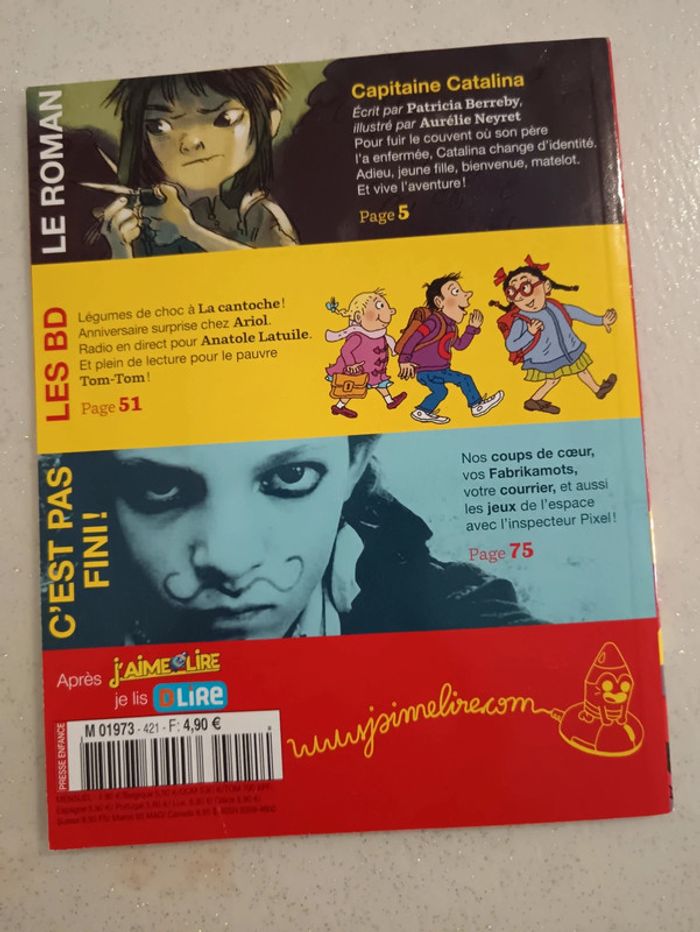 LE ROMAN
Capitaine Catalina
Écrit par Patricia Berreby,
illustré par Aurélie Neyret
Pour fuir le couvent où son père
l'a enfermée, Catalina change d'identité.
Adieu, jeune fille, bienvenue, matelot.
Et vive l'aventure !
Page 5
LES BD
Légumes de choc à La cantoche !
Anniversaire surprise chez Ariol.
Radio en direct pour Anatole Latuile.
Et plein de lecture pour le pauvre
Tom-Tom !
Page 51
C'EST PAS
FINI !
Nos coups de cœur,
vos Fabrikamots,
votre courrier, et aussi
les jeux de l'espace
avec l'inspecteur Pixel !
Page 75
Après J'AIME LIRE
je lis DLiRE
www.jaimelire.com
PRESSE ENFANCE
M 01973 - 421 - F: 4,90 €
MENSUEL